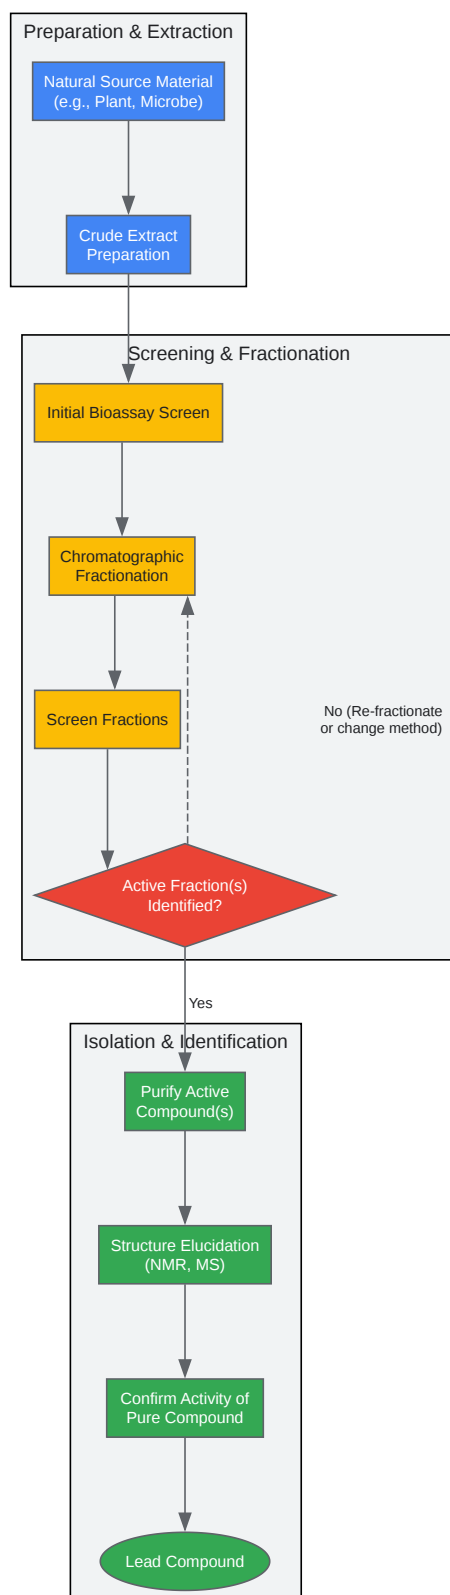 Preparation & Extraction
Natural Source Material
(e.g., Plant, Microbe)
Crude Extract
Preparation
Screening & Fractionation
Initial Bioassay Screen
Chromatographic
Fractionation
Screen Fractions
No (Re-fractionate
or change method)
Active Fraction(s)
Identified?
Yes
Isolation & Identification
Purify Active
Compound(s)
Structure Elucidation
(NMR, MS)
Confirm Activity of
Pure Compound
Lead Compound